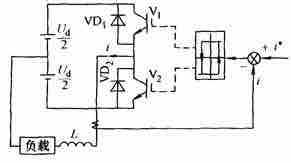 VD₁
V₁
U_d/2
i
+ i*
−
U_d/2
VD₂
V₂
i
负载
L